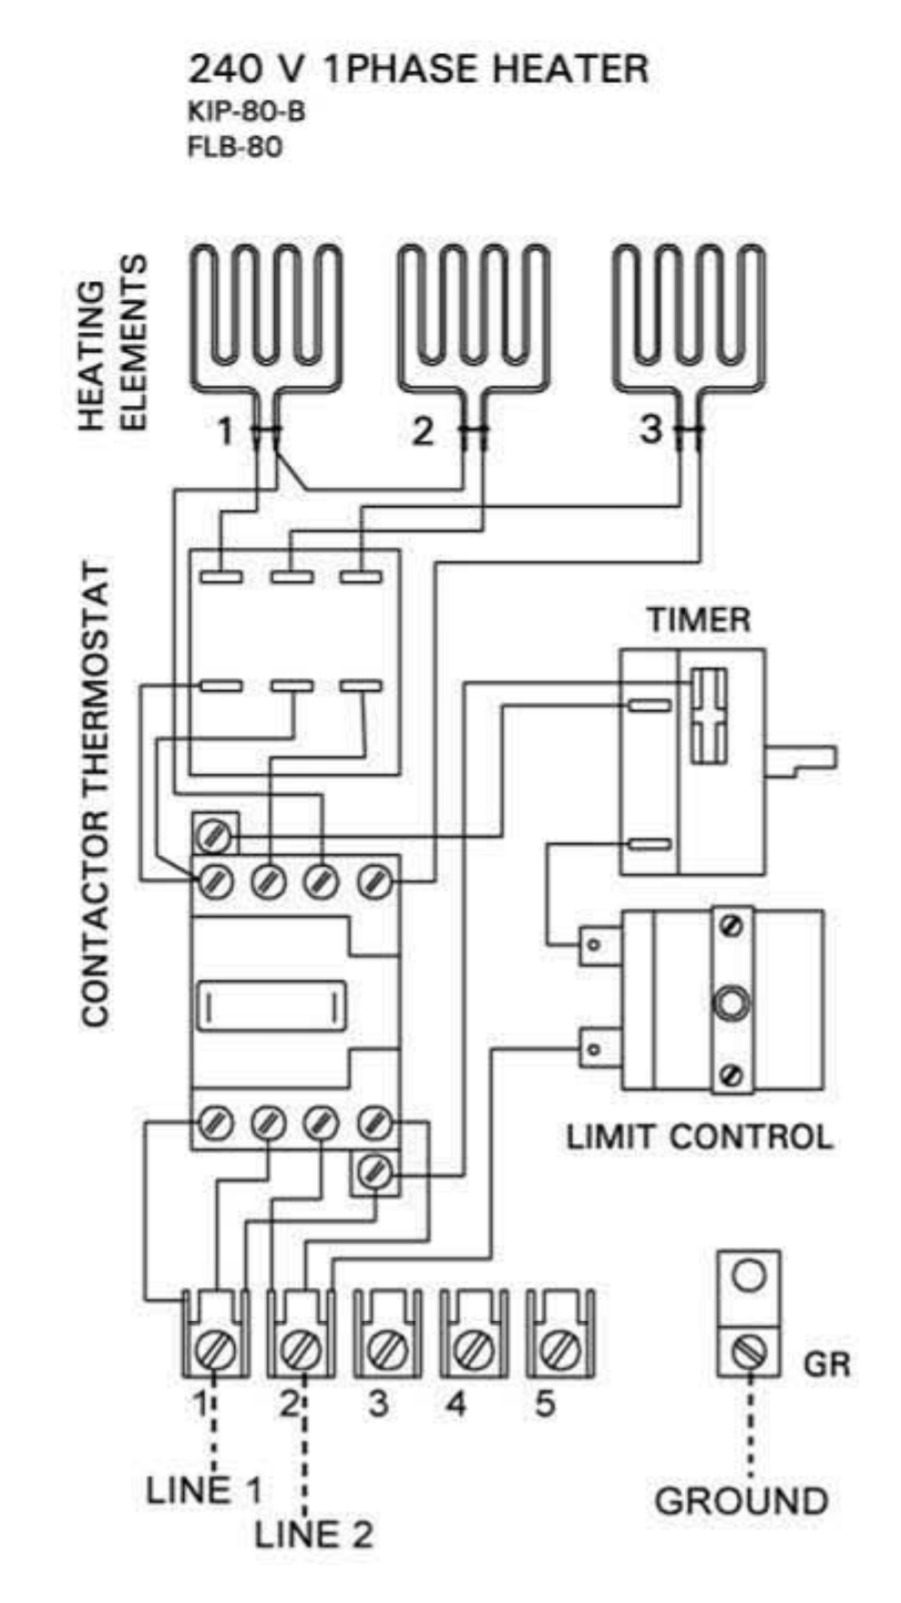 240 V 1PHASE HEATER
KIP-80-B
FLB-80
HEATING
ELEMENTS
1
2
3
CONTACTOR THERMOSTAT
TIMER
LIMIT CONTROL
GR
1
2
3
4
5
LINE 1
GROUND
LINE 2